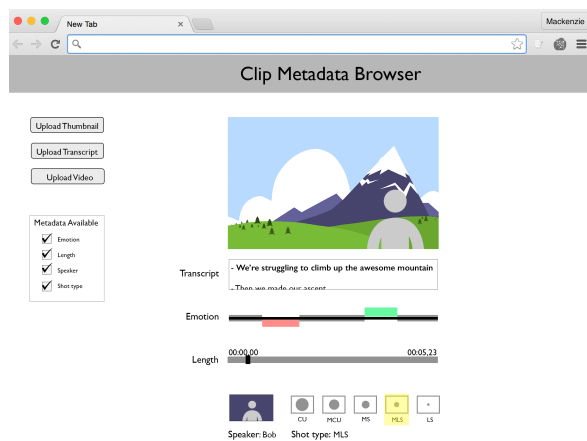 New Tab
Mackenzie
Clip Metadata Browser
Upload Thumbnail
Upload Transcript
Upload Video
Metadata Available
Emotion
Length
Speaker
Shot type
Transcript
- We're struggling to climb up the awesome mountain
- Then we made our ascent
Emotion
Length
00:00,00
00:05,23
CU
MCU
MS
MLS
LS
Speaker: Bob
Shot type: MLS